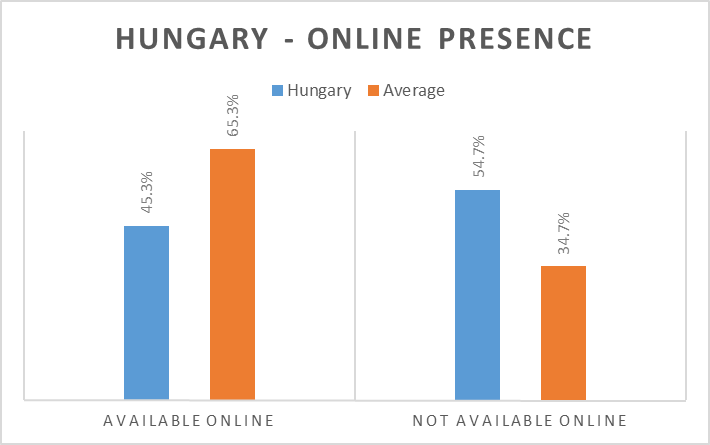 HUNGARY - ONLINE PRESENCE
Hungary Average
45.3%
65.3%
54.7%
34.7%
AVAILABLE ONLINE
NOT AVAILABLE ONLINE